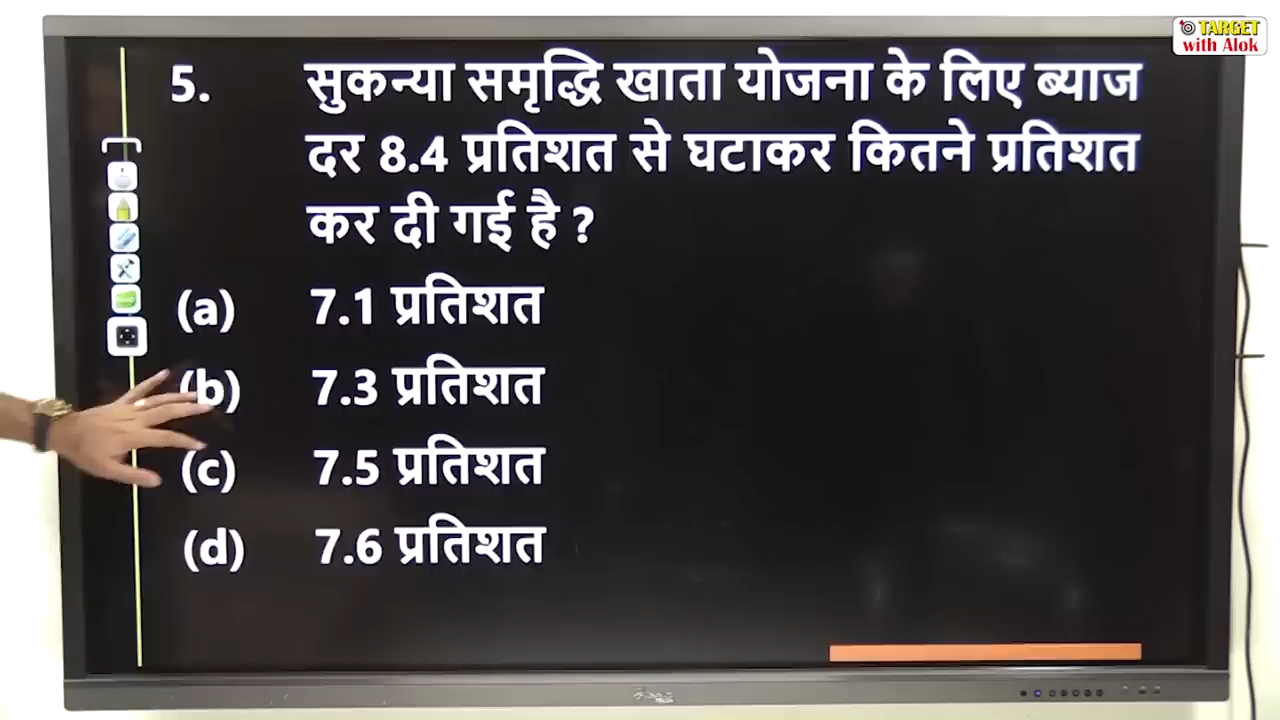 TARGET
with Alok
5. सुकन्या समृद्धि खाता योजना के लिए ब्याज
दर 8.4 प्रतिशत से घटाकर कितने प्रतिशत
कर दी गई है ?
(a) 7.1 प्रतिशत
(b) 7.3 प्रतिशत
(c) 7.5 प्रतिशत
(d) 7.6 प्रतिशत